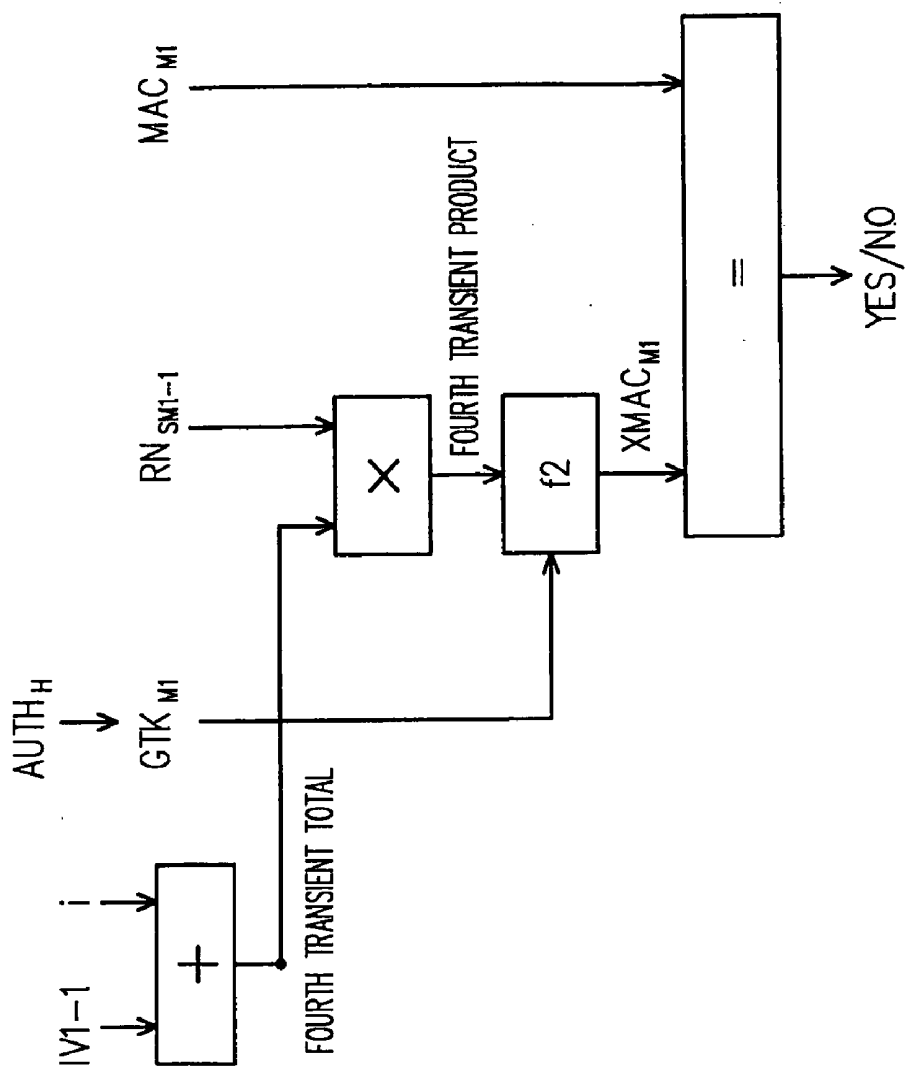 AUTH_H
IV1-1
i
GTK_M1
RN_SM1-1
MAC_M1
+
FOURTH TRANSIENT TOTAL
X
FOURTH TRANSIENT PRODUCT
f2
XMAC_M1
=
YES/NO